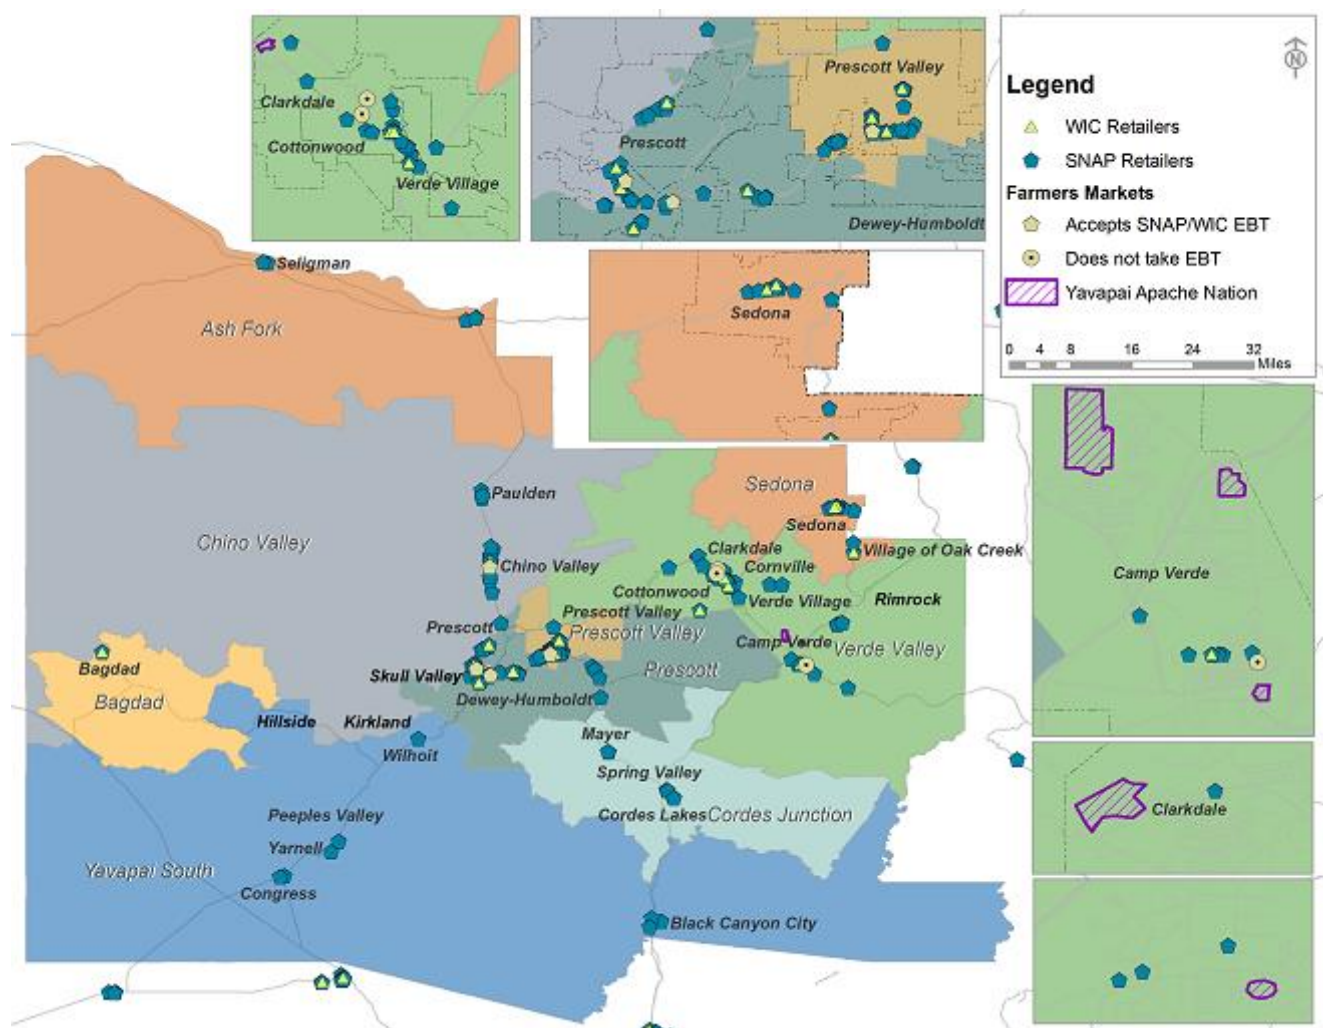 Clarkdale
Cottonwood
Verde Village
Prescott Valley
Prescott
Dewey-Humboldt
Legend
N
WIC Retailers
SNAP Retailers
Farmers Markets
Accepts SNAP/WIC EBT
Does not take EBT
Yavapai Apache Nation
0 4 8 16 24 32
Miles
Seligman
Ash Fork
Sedona
Paulden
Sedona
Sedona
Chino Valley
Chino Valley
Clarkdale
Village of Oak Creek
Cornville
Cottonwood
Verde Village
Rimrock
Prescott Valley
Prescott
Prescott Valley
Camp Verde
Verde Valley
Bagdad
Skull Valley
Prescott
Bagdad
Dewey-Humboldt
Hillside
Kirkland
Wilhoit
Mayer
Spring Valley
Cordes Lakes
Cordes Junction
Peeples Valley
Yarnell
Yavapai South
Congress
Black Canyon City
Camp Verde
Clarkdale